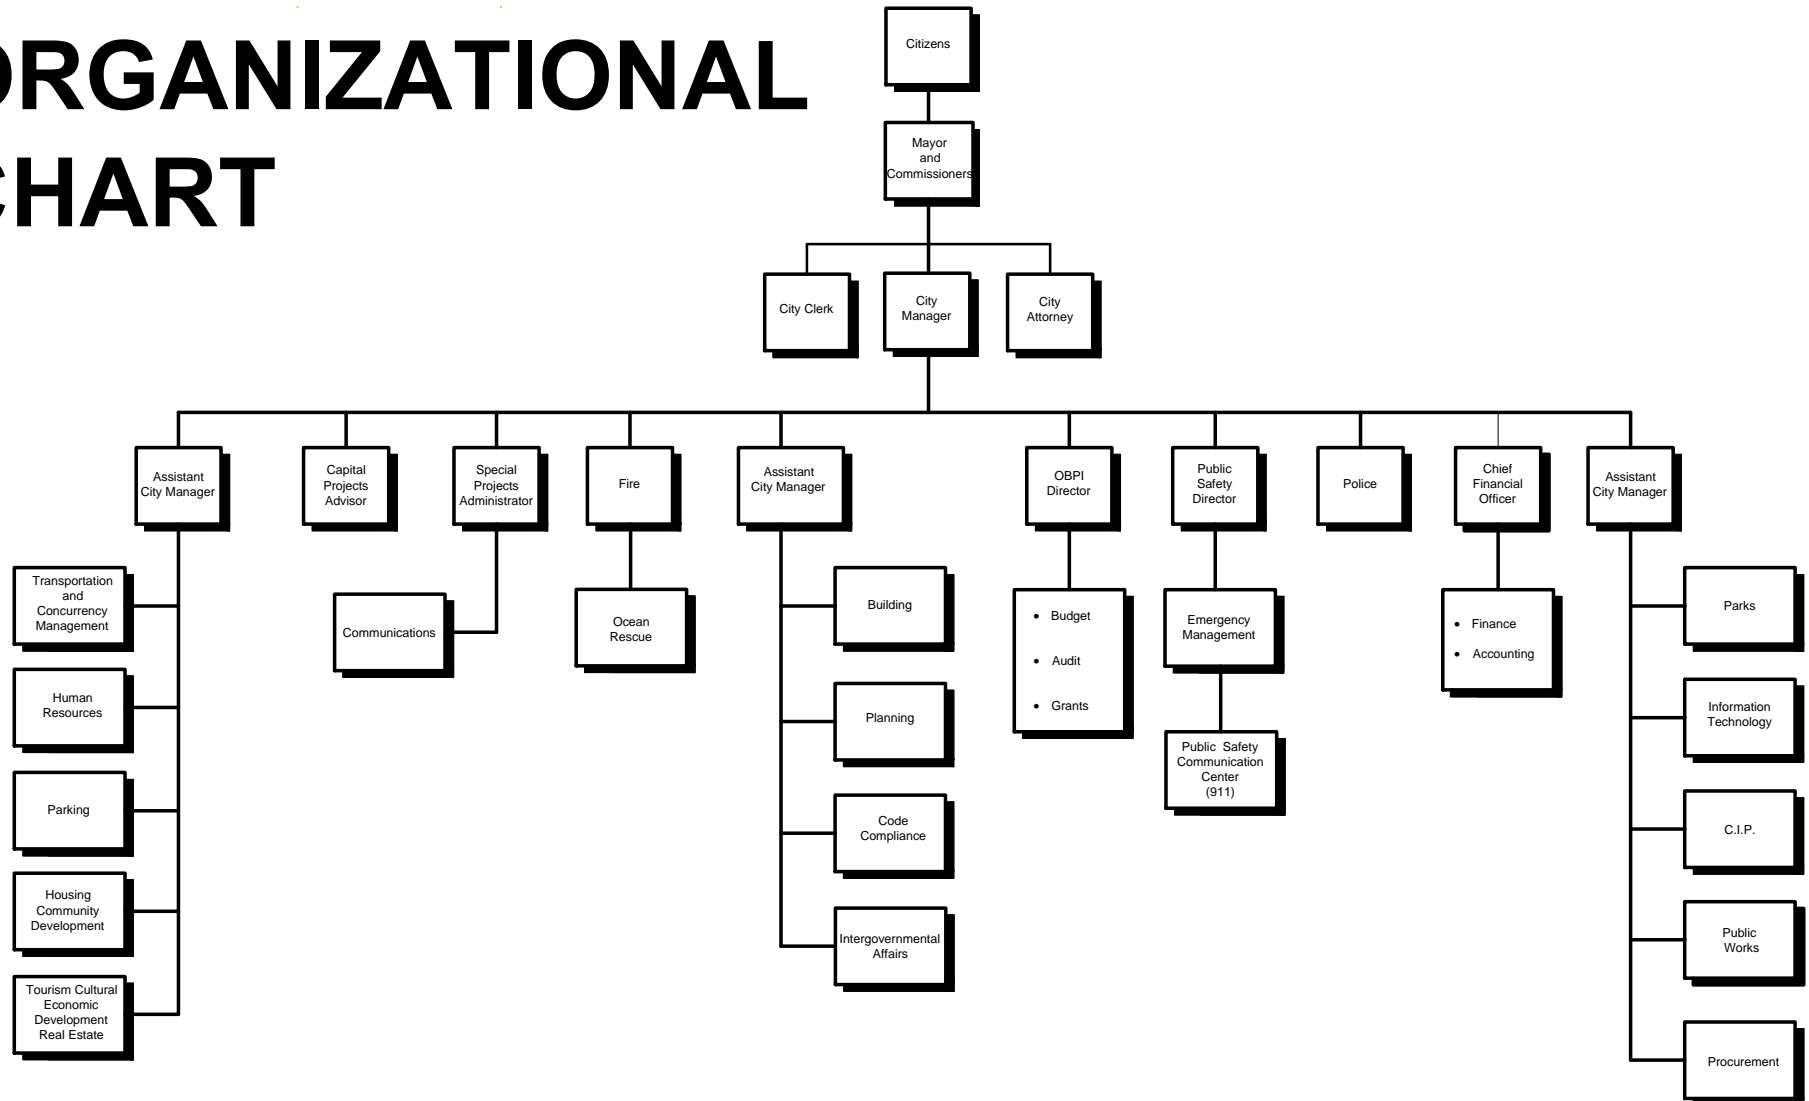 ORGANIZATIONAL
CHART
Citizens
Mayor
and
Commissioners
City Clerk
City
Manager
City
Attorney
Assistant
City Manager
Capital
Projects
Advisor
Special
Projects
Administrator
Fire
Assistant
City Manager
OBPI
Director
Public
Safety
Director
Police
Chief
Financial
Officer
Assistant
City Manager
Transportation
and
Concurrency
Management
Human
Resources
Parking
Housing
Community
Development
Tourism Cultural
Economic
Development
Real Estate
Communications
Ocean
Rescue
Building
Planning
Code
Compliance
Intergovernmental
Affairs
• Budget
• Audit
• Grants
Emergency
Management
Public Safety
Communication
Center
(911)
• Finance
• Accounting
Parks
Information
Technology
C.I.P.
Public
Works
Procurement